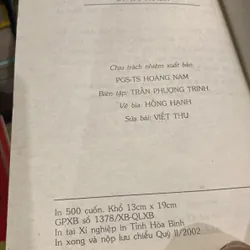 Chịu trách nhiệm xuất bản:
PGS-TS HOÀNG NAM
Biên tập: TRẦN PHƯƠNG TRINH
Vẽ bìa: HỒNG HẠNH
Sửa bài: VIỆT THU
In 500 cuốn. Khổ 13cm x 19cm
GPXB số 1378/XB-QLXB
In tại Xí nghiệp In Tỉnh Hòa Bình
In xong và nộp lưu chiểu Quý II/2002